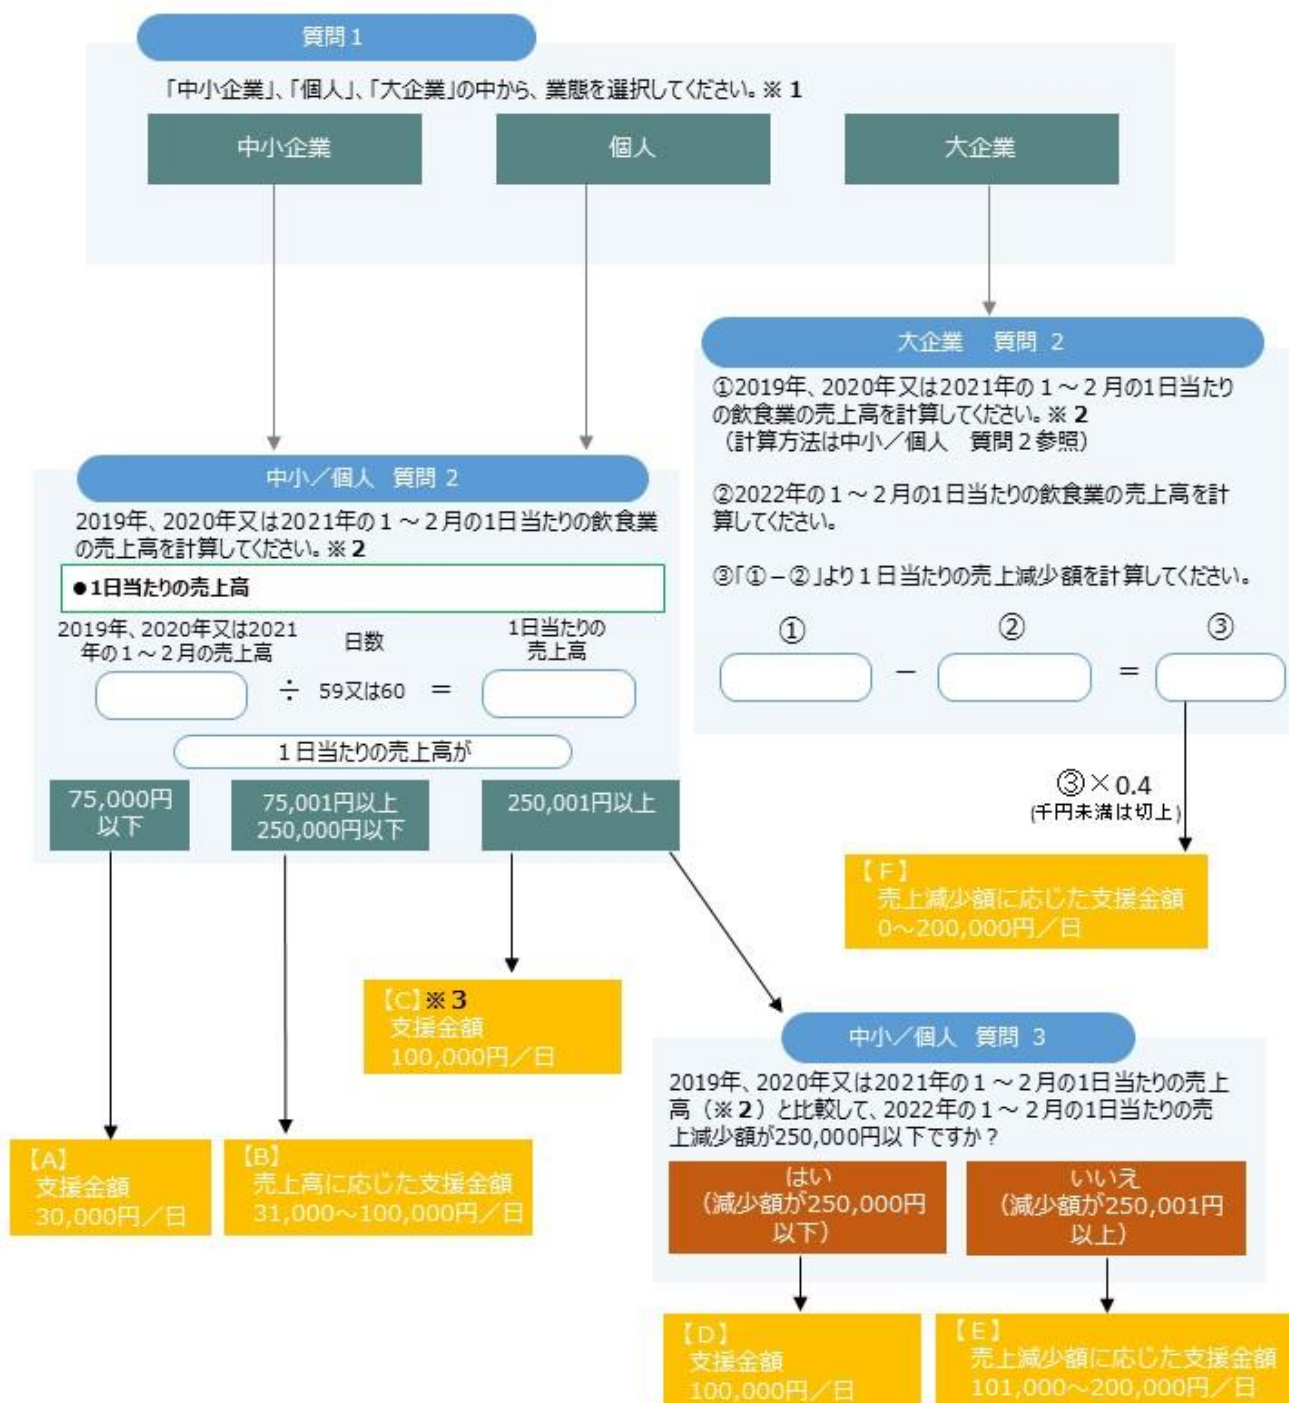 質問1
「中小企業」、「個人」、「大企業」の中から、業態を選択してください。※1
中小企業
個人
大企業
大企業　質問 2
①2019年、2020年又は2021年の1～2月の1日当たり
の飲食業の売上高を計算してください。※2
（計算方法は中小／個人　質問2参照）
②2022年の1～2月の1日当たりの飲食業の売上高を計
算してください。
③「①－②」より1日当たりの売上減少額を計算してください。
① ② ③
－ ＝
③×0.4
(千円未満は切上)
【F】
売上減少額に応じた支援金額
0～200,000円／日
中小／個人　質問 2
2019年、2020年又は2021年の1～2月の1日当たりの飲食業
の売上高を計算してください。※2
●1日当たりの売上高
2019年、2020年又は2021
年の1～2月の売上高
日数
1日当たりの
売上高
÷ 59又は60 ＝
1日当たりの売上高が
75,000円
以下
75,001円以上
250,000円以下
250,001円以上
【C】※3
支援金額
100,000円／日
【A】
支援金額
30,000円／日
【B】
売上高に応じた支援金額
31,000～100,000円／日
中小／個人　質問 3
2019年、2020年又は2021年の1～2月の1日当たりの売上
高（※2）と比較して、2022年の1～2月の1日当たりの売
上減少額が250,000円以下ですか？
はい
（減少額が250,000円
以下）
いいえ
（減少額が250,001円
以上）
【D】
支援金額
100,000円／日
【E】
売上減少額に応じた支援金額
101,000～200,000円／日